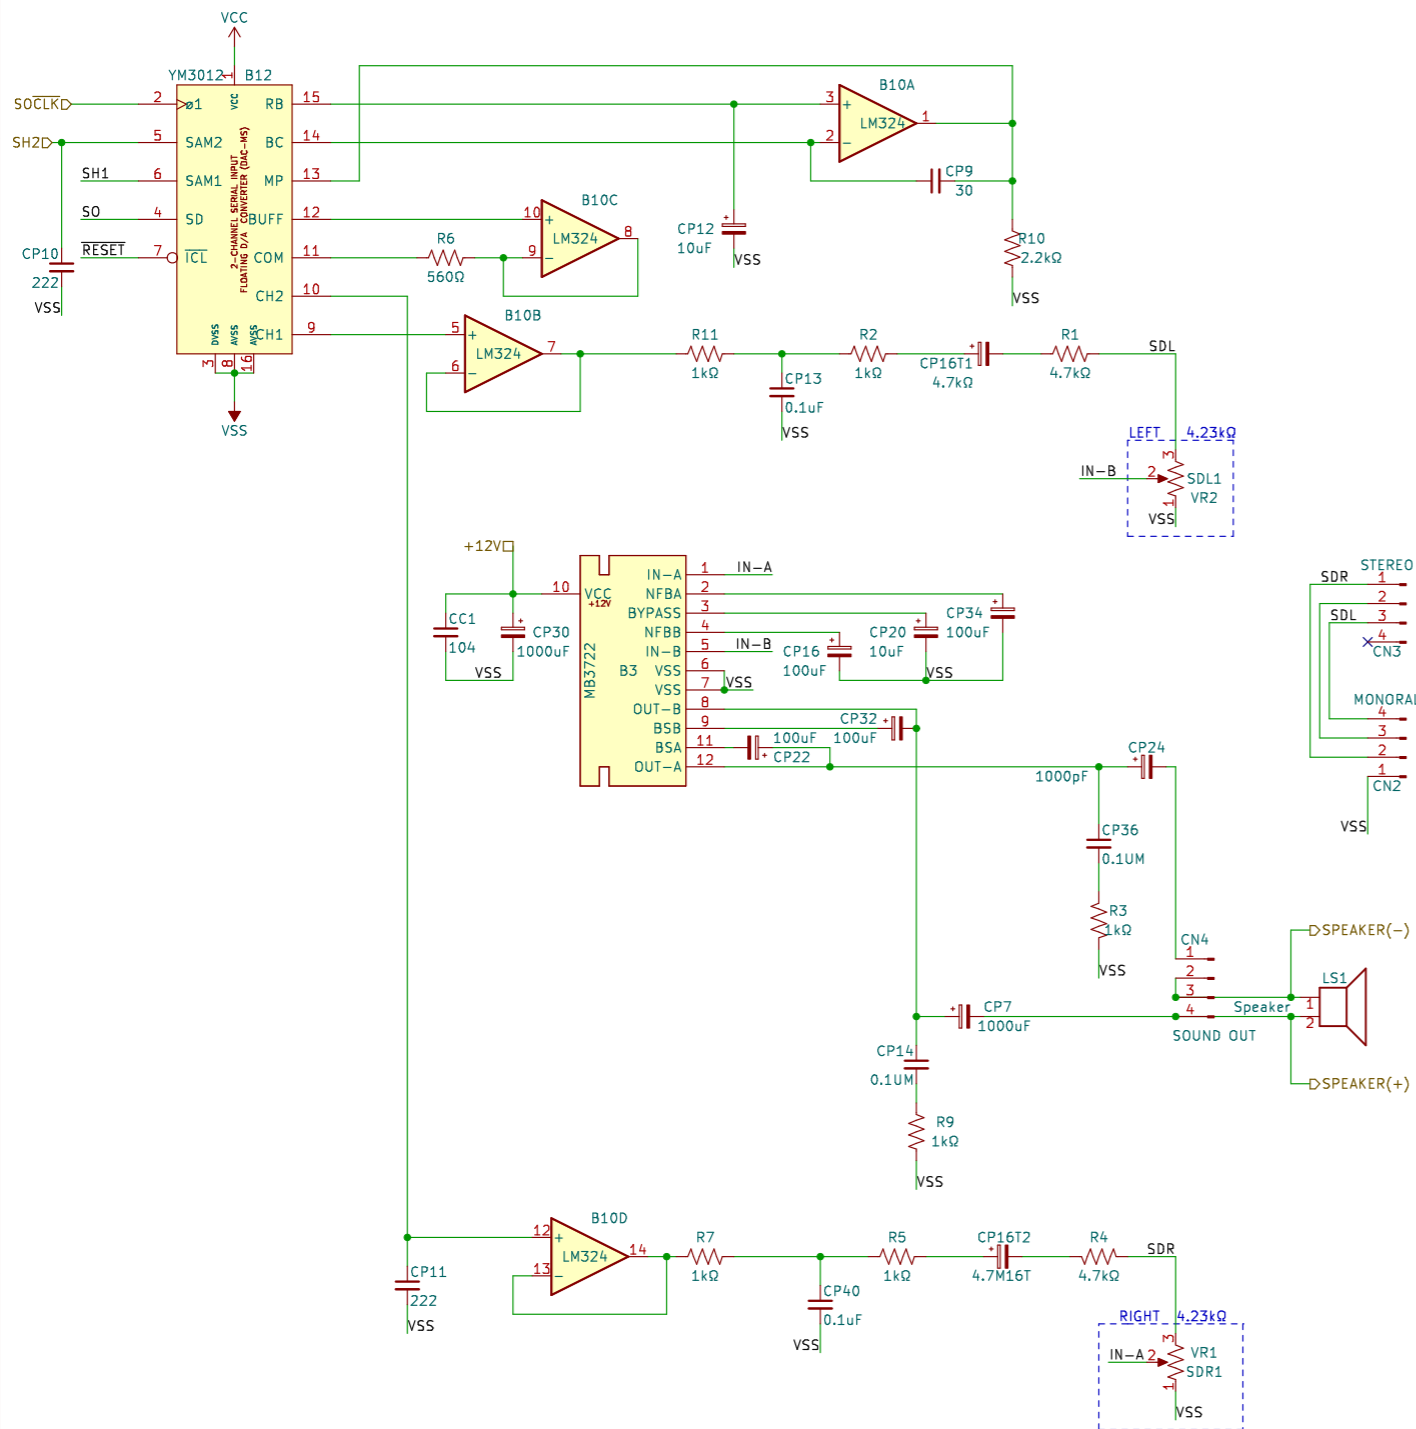 VCC
YM3012 B12
1
VCC
SOCLK
2
ø1
RB
15
SH2
5
SAM2
BC
14
SH1
6
SAM1
MP
13
SO
4
SD
BUFF
12
RESET
7
ICL
COM
11
CH2
10
CH1
9
2-CHANNEL SERIAL INPUT
FLOATING D/A CONVERTER (DAC-MS)
DVSS
AVSS
AVSS
3
8
16
VSS
CP10
222
VSS
B10A
3
+
LM324
1
2
−
CP9
30
CP12
10uF
VSS
R10
2.2kΩ
VSS
B10C
10
+
LM324
8
9
−
R6
560Ω
B10B
5
+
LM324
7
6
−
R11
1kΩ
CP13
0.1uF
VSS
R2
1kΩ
CP16T1
4.7kΩ
R1
4.7kΩ
SDL
LEFT 4.23kΩ
3
IN-B
2
SDL1
VR2
1
VSS
+12V
10
VCC
+12V
CC1
104
CP30
1000uF
VSS
MB3722
B3
IN-A
1
IN-A
NFBA
2
BYPASS
3
NFBB
4
IN-B
5
IN-B
VSS
6
VSS
7
VSS
OUT-B
8
BSB
9
BSA
11
OUT-A
12
CP16
100uF
CP20
10uF
CP34
100uF
VSS
CP32
100uF
100uF
CP22
1000pF
CP24
CP36
0.1UM
R3
1kΩ
VSS
STEREO
SDR
1
2
SDL
3
4
CN3
MONORAL
4
3
2
1
CN2
VSS
CN4
1
2
3
4
SOUND OUT
Speaker
SPEAKER(-)
LS1
1
2
SPEAKER(+)
CP7
1000uF
CP14
0.1UM
R9
1kΩ
VSS
B10D
12
+
LM324
14
13
−
CP11
222
VSS
R7
1kΩ
CP40
0.1uF
VSS
R5
1kΩ
CP16T2
4.7M16T
R4
4.7kΩ
SDR
RIGHT 4.23kΩ
3
IN-A
2
VR1
SDR1
1
VSS